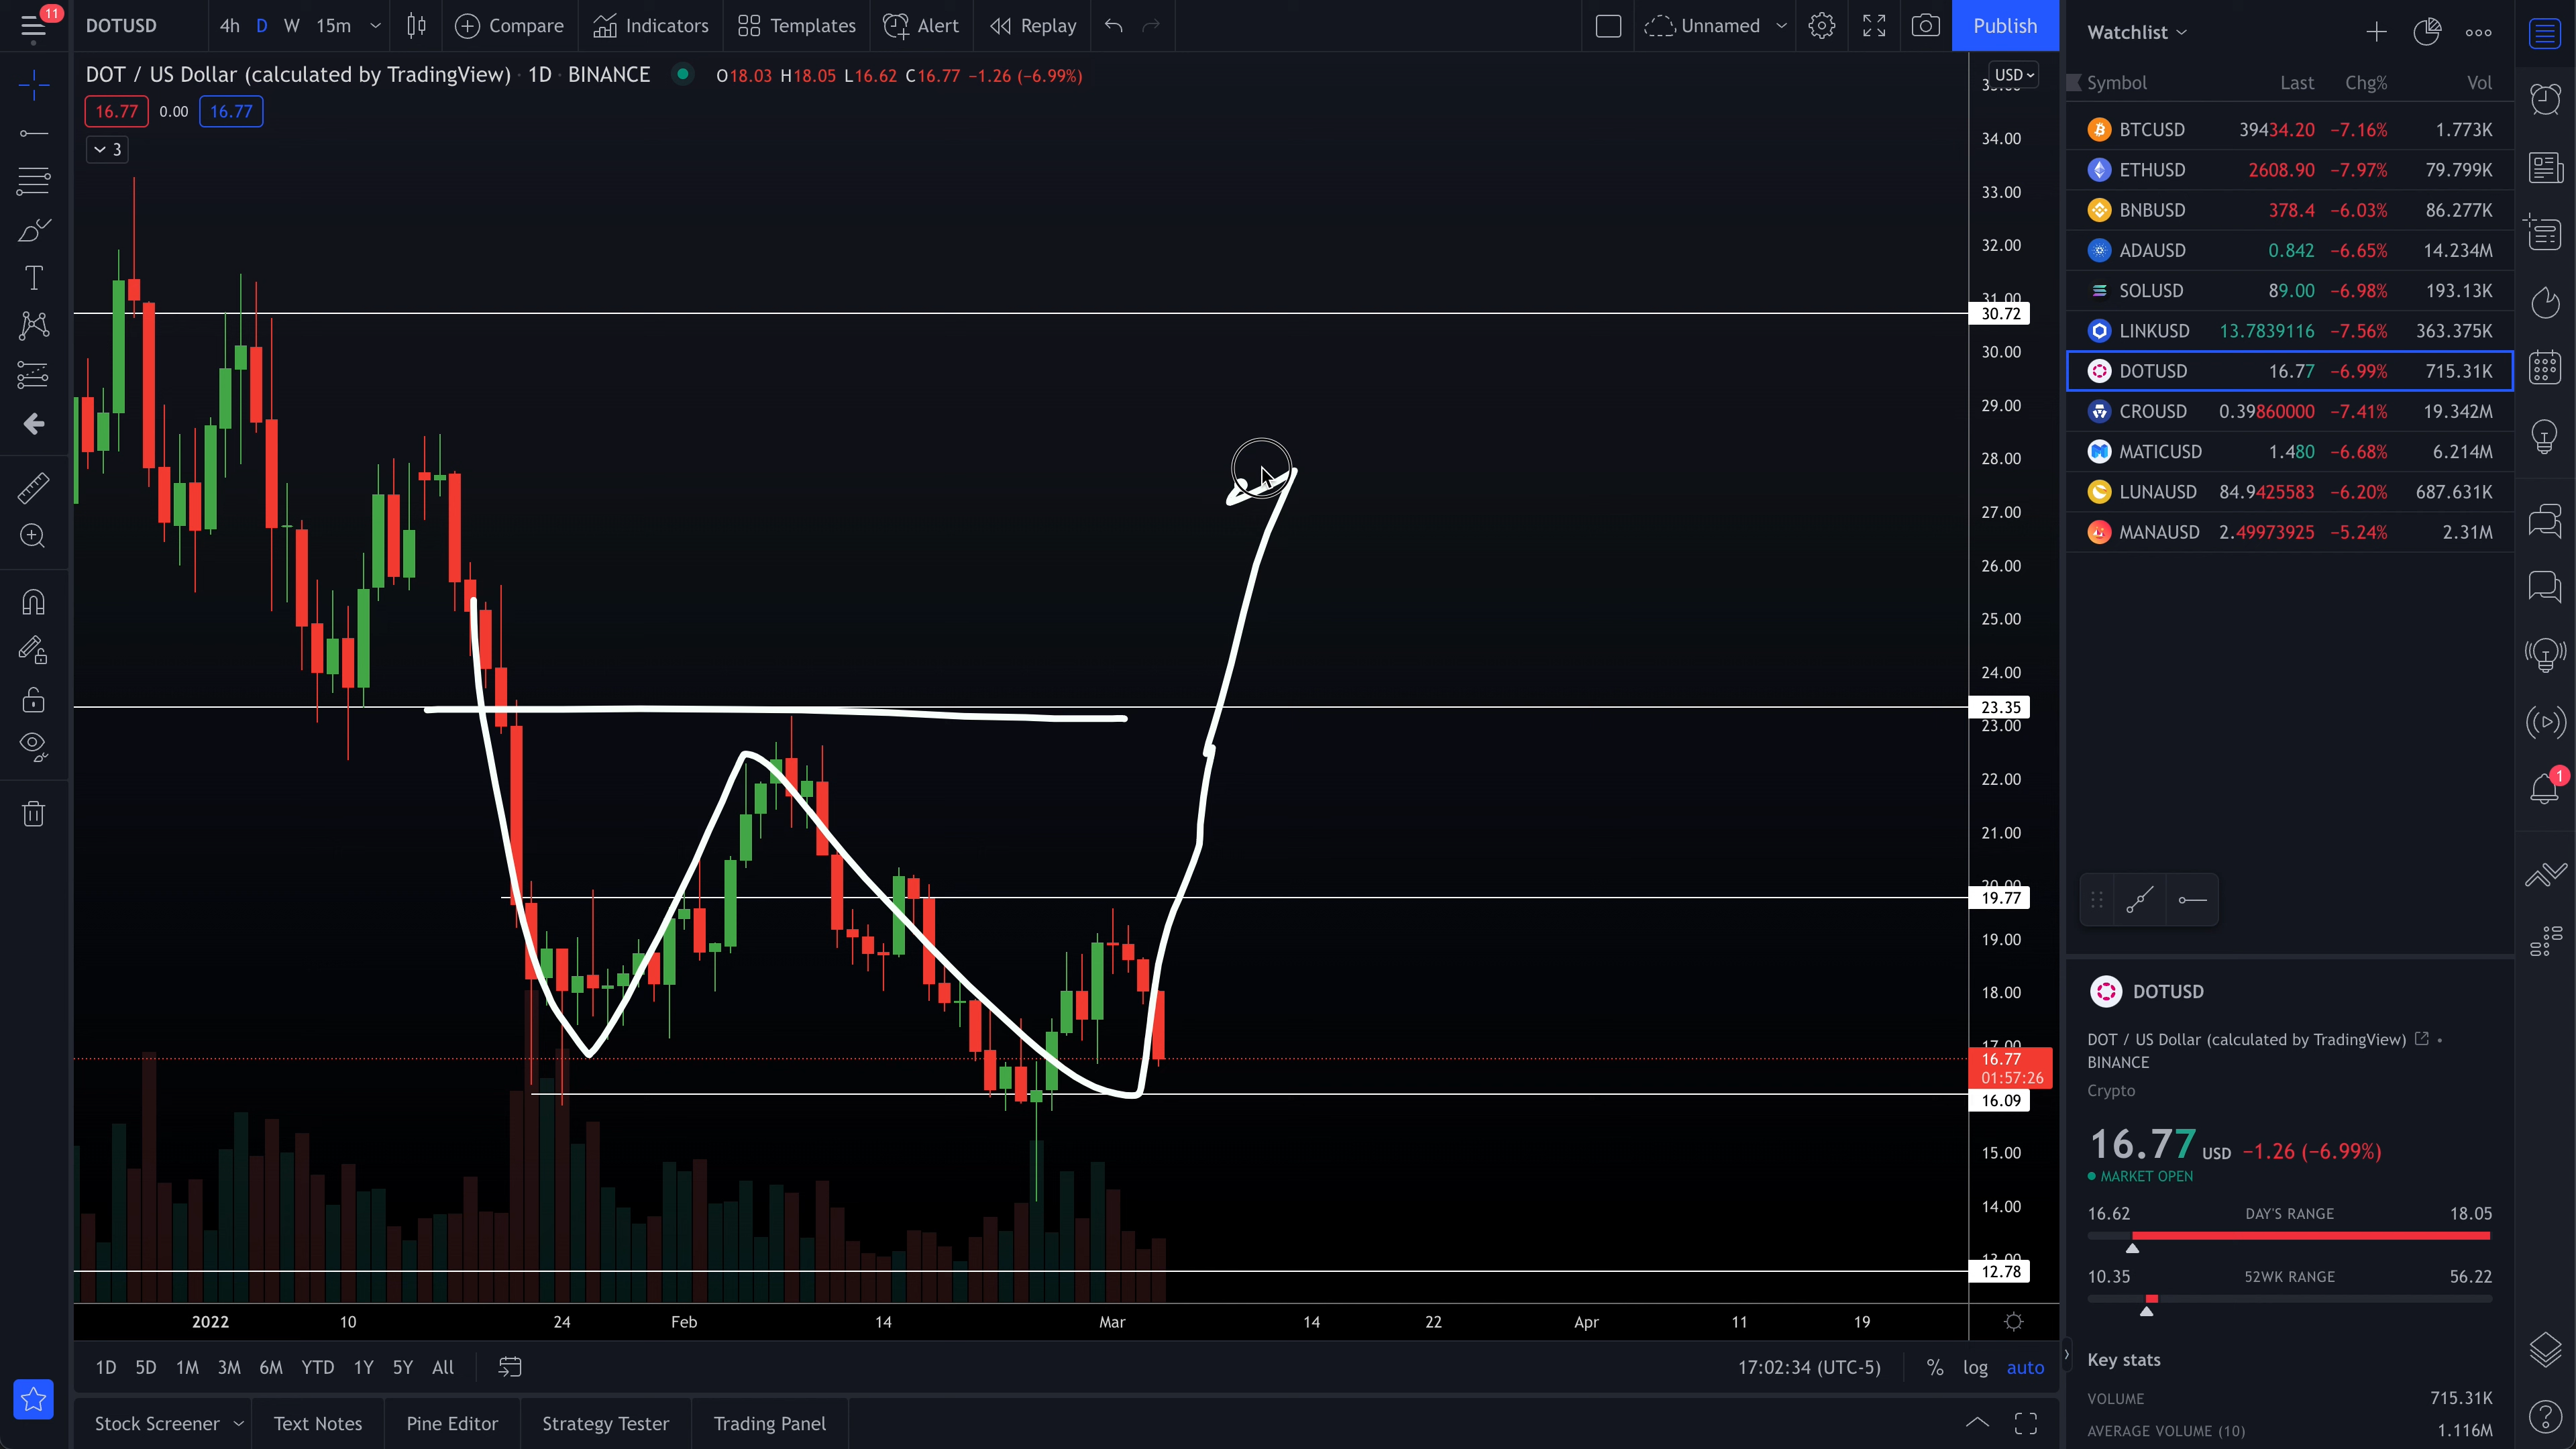 11
DOTUSD 4h D W 15m Compare Indicators Templates Alert Replay Unnamed Publish
DOT / US Dollar (calculated by TradingView) · 1D · BINANCE O18.03 H18.05 L16.62 C16.77 −1.26 (−6.99%)
16.77 0.00 16.77
3
USD
34.00
33.00
32.00
31.00
30.72
30.00
29.00
28.00
27.00
26.00
25.00
24.00
23.35
23.00
22.00
21.00
19.77
19.00
18.00
17.00
16.77
01:57:26
16.09
15.00
14.00
13.00
12.78
2022 10 24 Feb 14 Mar 14 22 Apr 11 19
1D 5D 1M 3M 6M YTD 1Y 5Y All 17:02:34 (UTC-5) % log auto
Stock Screener Text Notes Pine Editor Strategy Tester Trading Panel
Watchlist
Symbol Last Chg% Vol
BTCUSD 39434.20 −7.16% 1.773K
ETHUSD 2608.90 −7.97% 79.799K
BNBUSD 378.4 −6.03% 86.277K
ADAUSD 0.842 −6.65% 14.234M
SOLUSD 89.00 −6.98% 193.13K
LINKUSD 13.7839116 −7.56% 363.375K
DOTUSD 16.77 −6.99% 715.31K
CROUSD 0.39860000 −7.41% 19.342M
MATICUSD 1.480 −6.68% 6.214M
LUNAUSD 84.9425583 −6.20% 687.631K
MANAUSD 2.49973925 −5.24% 2.31M
1
DOTUSD
DOT / US Dollar (calculated by TradingView) •
BINANCE
Crypto
16.77 USD −1.26 (−6.99%)
MARKET OPEN
16.62 DAY'S RANGE 18.05
10.35 52WK RANGE 56.22
Key stats
VOLUME 715.31K
AVERAGE VOLUME (10) 1.116M